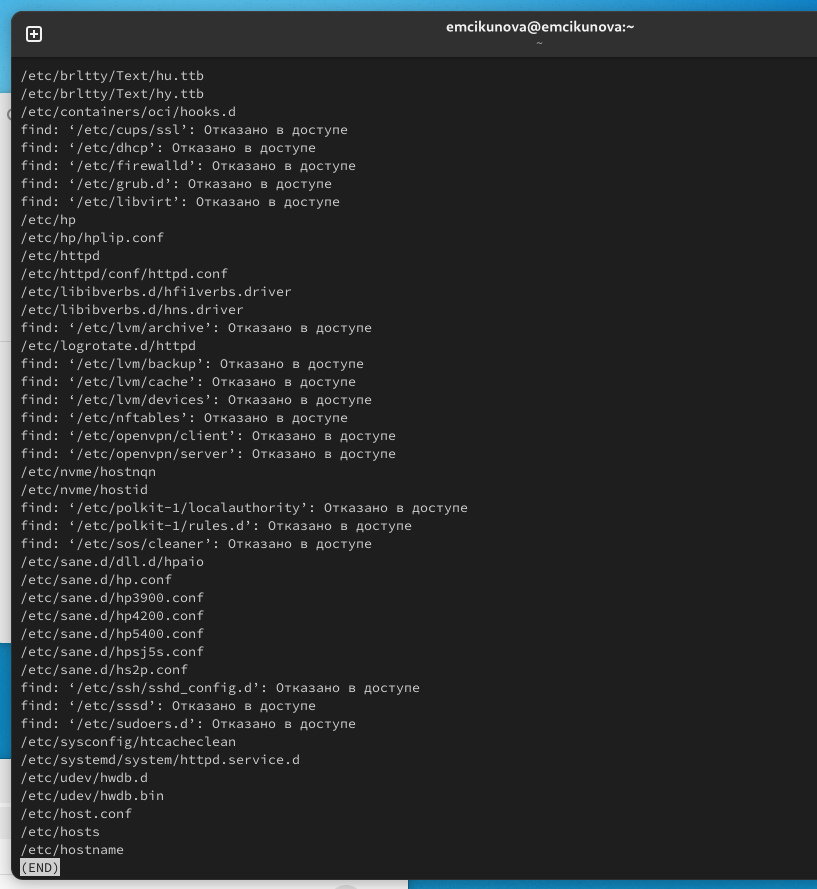 emcikunova@emcikunova:~
~
/etc/brltty/Text/hu.ttb
/etc/brltty/Text/hy.ttb
/etc/containers/oci/hooks.d
find: ‘/etc/cups/ssl’: Отказано в доступе
find: ‘/etc/dhcp’: Отказано в доступе
find: ‘/etc/firewalld’: Отказано в доступе
find: ‘/etc/grub.d’: Отказано в доступе
find: ‘/etc/libvirt’: Отказано в доступе
/etc/hp
/etc/hp/hplip.conf
/etc/httpd
/etc/httpd/conf/httpd.conf
/etc/libibverbs.d/hfi1verbs.driver
/etc/libibverbs.d/hns.driver
find: ‘/etc/lvm/archive’: Отказано в доступе
/etc/logrotate.d/httpd
find: ‘/etc/lvm/backup’: Отказано в доступе
find: ‘/etc/lvm/cache’: Отказано в доступе
find: ‘/etc/lvm/devices’: Отказано в доступе
find: ‘/etc/nftables’: Отказано в доступе
find: ‘/etc/openvpn/client’: Отказано в доступе
find: ‘/etc/openvpn/server’: Отказано в доступе
/etc/nvme/hostnqn
/etc/nvme/hostid
find: ‘/etc/polkit-1/localauthority’: Отказано в доступе
find: ‘/etc/polkit-1/rules.d’: Отказано в доступе
find: ‘/etc/sos/cleaner’: Отказано в доступе
/etc/sane.d/dll.d/hpaio
/etc/sane.d/hp.conf
/etc/sane.d/hp3900.conf
/etc/sane.d/hp4200.conf
/etc/sane.d/hp5400.conf
/etc/sane.d/hpsj5s.conf
/etc/sane.d/hs2p.conf
find: ‘/etc/ssh/sshd_config.d’: Отказано в доступе
find: ‘/etc/sssd’: Отказано в доступе
find: ‘/etc/sudoers.d’: Отказано в доступе
/etc/sysconfig/htcacheclean
/etc/systemd/system/httpd.service.d
/etc/udev/hwdb.d
/etc/udev/hwdb.bin
/etc/host.conf
/etc/hosts
/etc/hostname
(END)